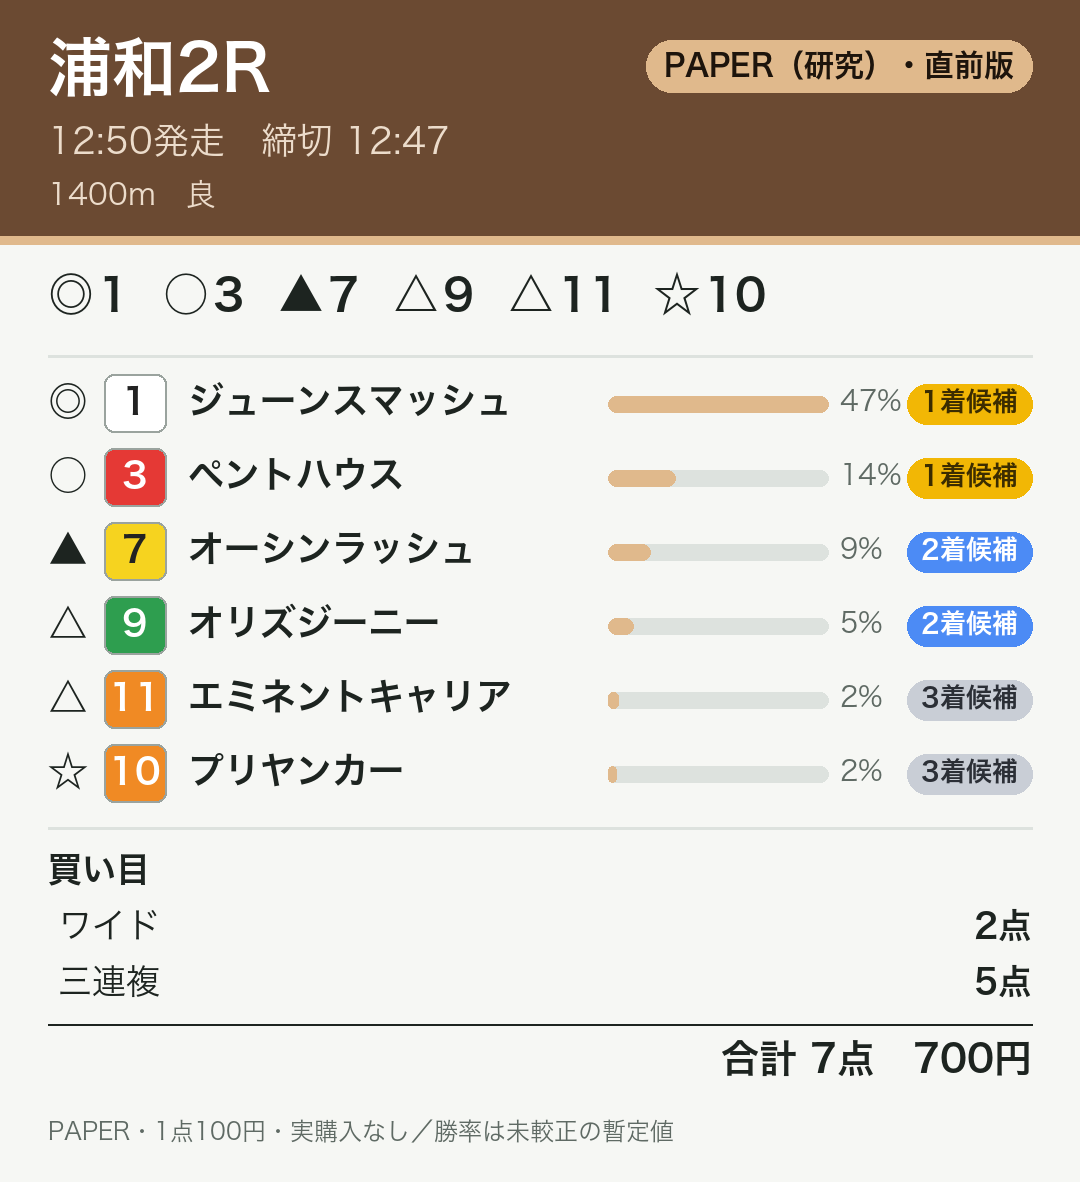 浦和2R
PAPER（研究）・直前版
12:50発走　締切 12:47
1400m　良
◎1 ○3 ▲7 △9 △11 ☆10
◎ 1 ジューンスマッシュ 47% 1着候補
○ 3 ペントハウス 14% 1着候補
▲ 7 オーシンラッシュ 9% 2着候補
△ 9 オリズジーニー 5% 2着候補
△ 11 エミネントキャリア 2% 3着候補
☆ 10 プリヤンカー 2% 3着候補
買い目
ワイド 2点
三連複 5点
合計 7点　700円
PAPER・1点100円・実購入なし／勝率は未較正の暫定値